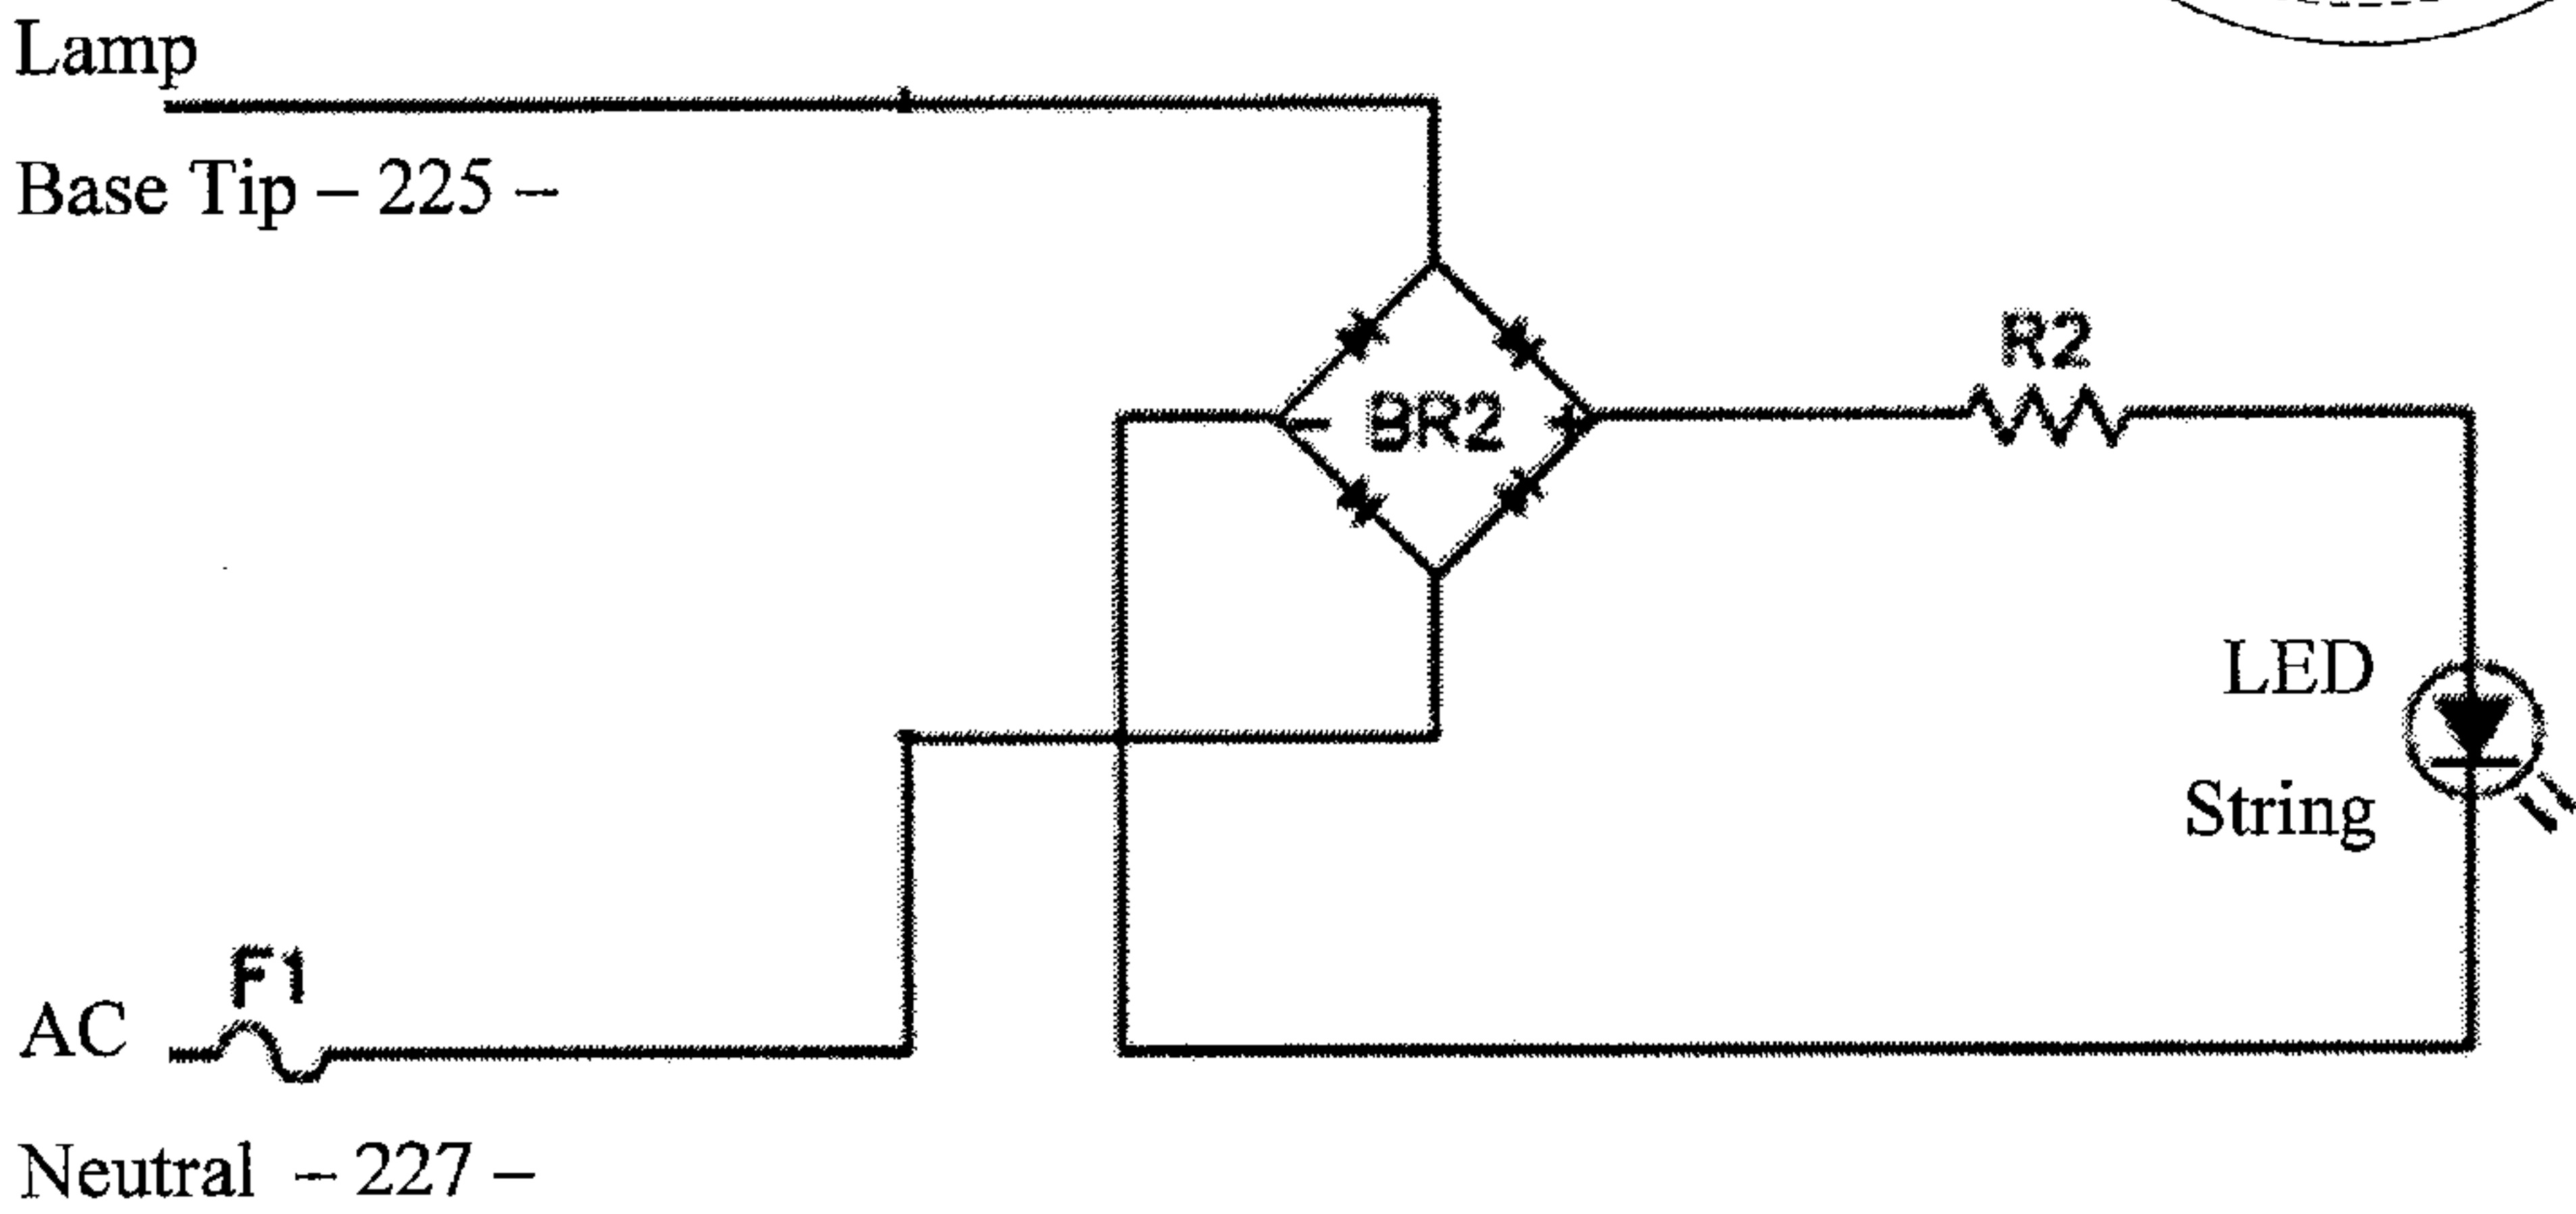 Lamp
Base Tip – 225 –
R2
– BR2 +
LED
String
F1
AC
Neutral – 227 –